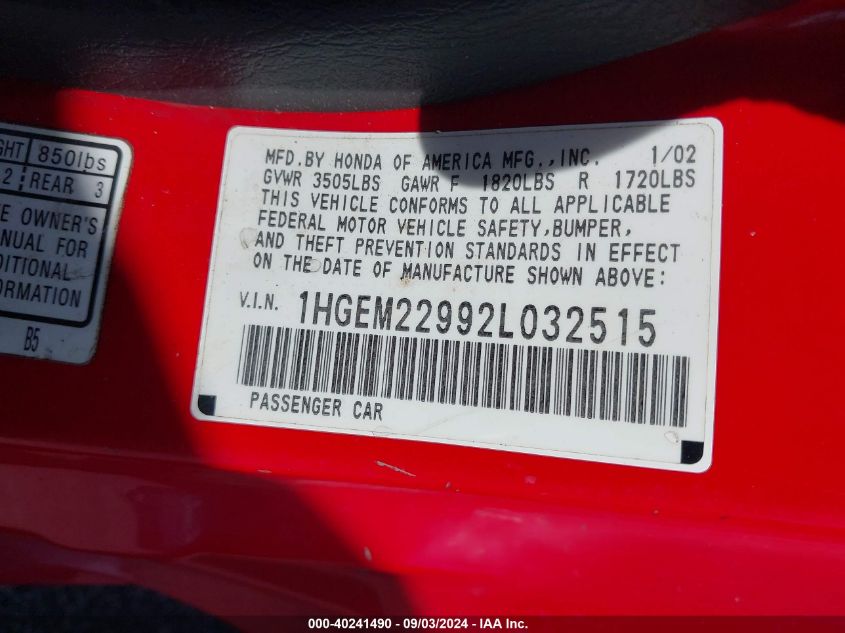 GHT 850lbs
2 REAR 3
OWNER'S
FOR
B5
MFD.BY HONDA OF AMERICA MFG.,INC. 1/02
GVWR 3505LBS GAWR F 1820LBS R 1720LBS
THIS VEHICLE CONFORMS TO ALL APPLICABLE
FEDERAL MOTOR VEHICLE SAFETY,BUMPER,
AND THEFT PREVENTION STANDARDS IN EFFECT
ON THE DATE OF MANUFACTURE SHOWN ABOVE:
V.I.N. 1HGEM22992L032515
PASSENGER CAR
000-40241490 - 09/03/2024 - IAA Inc.